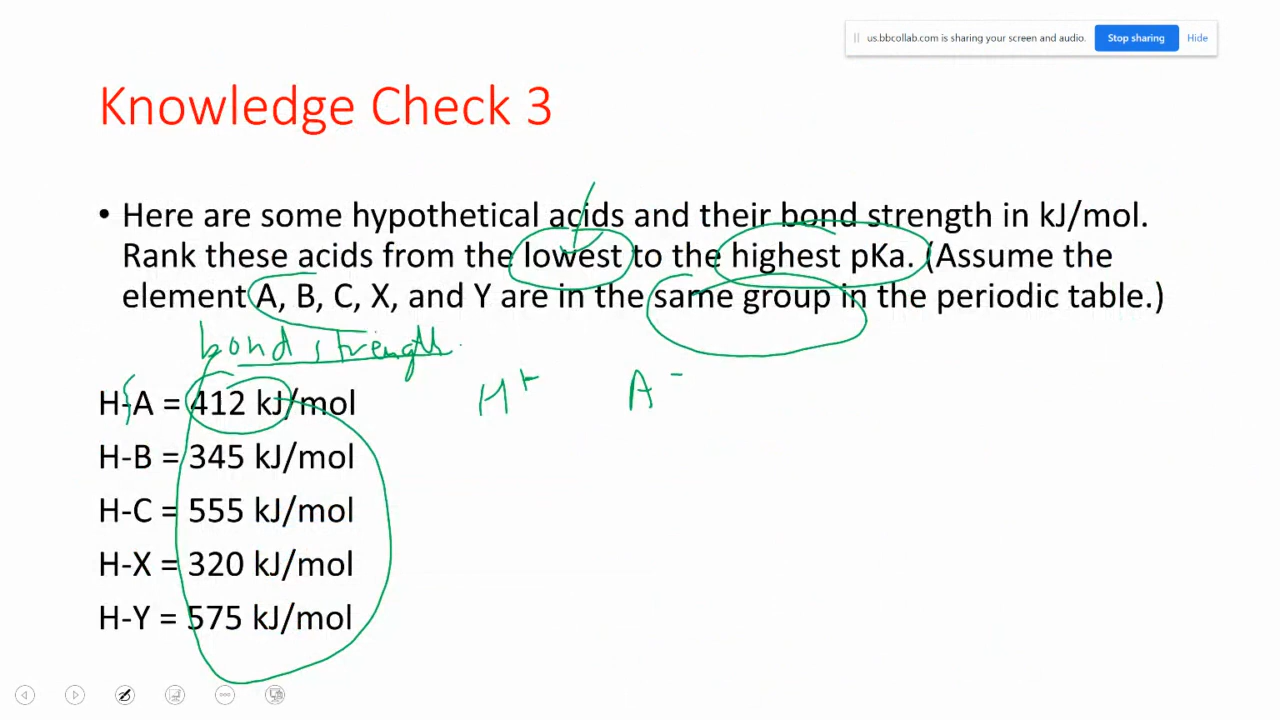 us.bbcollab.com is sharing your screen and audio. Stop sharing Hide
Knowledge Check 3
• Here are some hypothetical acids and their bond strength in kJ/mol.
Rank these acids from the lowest to the highest pKa. (Assume the
element A, B, C, X, and Y are in the same group in the periodic table.)
bond strength.
H-A = 412 kJ/mol H+ A-
H-B = 345 kJ/mol
H-C = 555 kJ/mol
H-X = 320 kJ/mol
H-Y = 575 kJ/mol